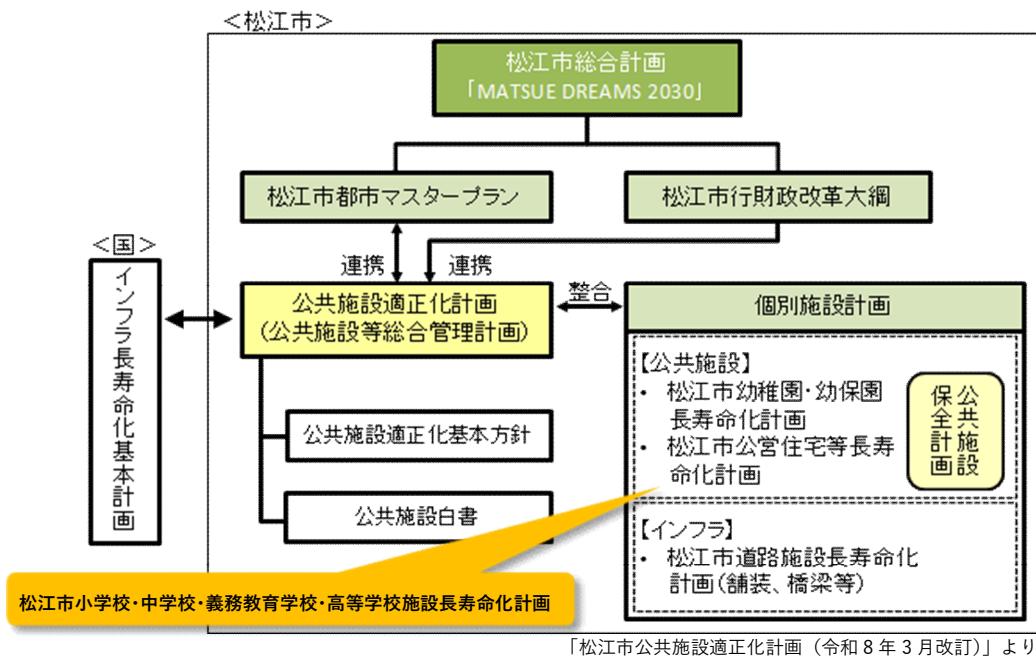 ＜松江市＞
松江市総合計画
「MATSUE DREAMS 2030」
松江市都市マスタープラン
松江市行財政改革大綱
＜国＞
インフラ長寿命化基本計画
連携
連携
公共施設適正化計画
(公共施設等総合管理計画)
整合
個別施設計画
公共施設適正化基本方針
公共施設白書
【公共施設】
・ 松江市幼稚園・幼保園
長寿命化計画
・ 松江市公営住宅等長寿
命化計画
公共施設
保全計画
【インフラ】
・ 松江市道路施設長寿命化
計画(舗装、橋梁等)
松江市小学校・中学校・義務教育学校・高等学校施設長寿命化計画
「松江市公共施設適正化計画（令和8年3月改訂）」より